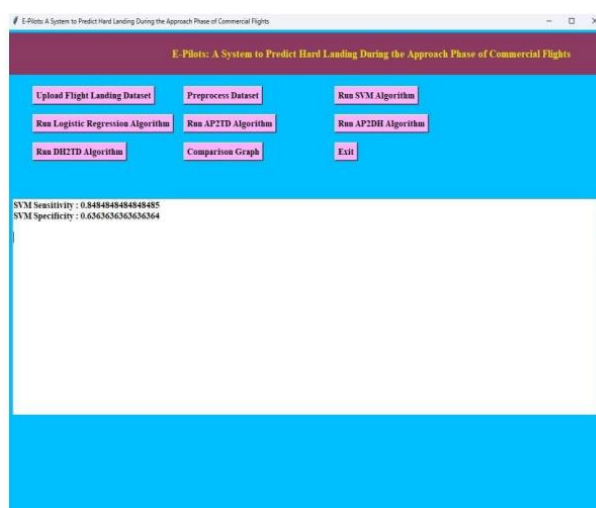 E-Pilots: A System to Predict Hard Landing During the Approach Phase of Commercial Flights
E-Pilots: A System to Predict Hard Landing During the Approach Phase of Commercial Flights
Upload Flight Landing Dataset Preprocess Dataset Run SVM Algorithm
Run Logistic Regression Algorithm Run AP2TD Algorithm Run AP2DH Algorithm
Run DH2TD Algorithm Comparison Graph Exit
SVM Sensitivity : 0.8484848484848485
SVM Specificity : 0.6363636363636364